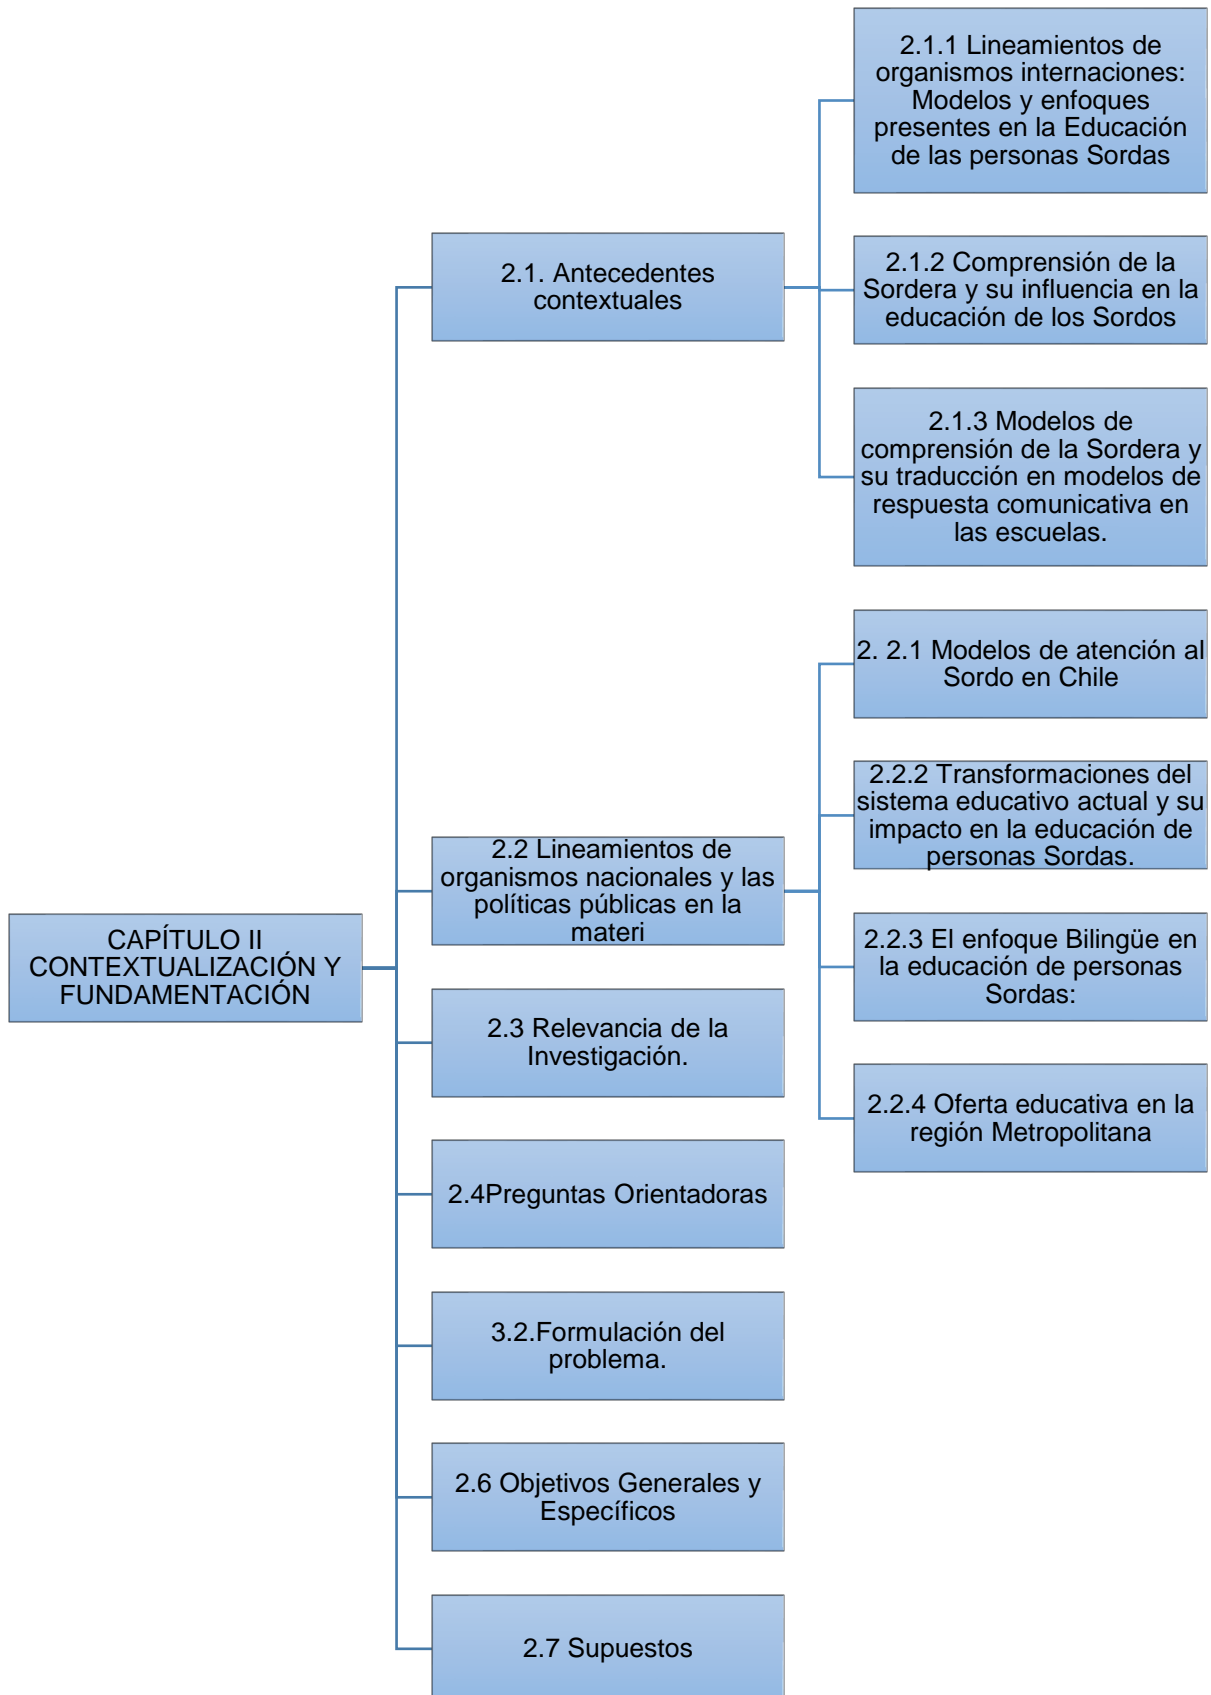 CAPÍTULO II
CONTEXTUALIZACIÓN Y
FUNDAMENTACIÓN
2.1. Antecedentes
contextuales
2.1.1 Lineamientos de
organismos internaciones:
Modelos y enfoques
presentes en la Educación
de las personas Sordas
2.1.2 Comprensión de la
Sordera y su influencia en la
educación de los Sordos
2.1.3 Modelos de
comprensión de la Sordera y
su traducción en modelos de
respuesta comunicativa en
las escuelas.
2.2 Lineamientos de
organismos nacionales y las
políticas públicas en la
materi
2. 2.1 Modelos de atención al
Sordo en Chile
2.2.2 Transformaciones del
sistema educativo actual y su
impacto en la educación de
personas Sordas.
2.2.3 El enfoque Bilingüe en
la educación de personas
Sordas:
2.2.4 Oferta educativa en la
región Metropolitana
2.3 Relevancia de la
Investigación.
2.4Preguntas Orientadoras
3.2.Formulación del
problema.
2.6 Objetivos Generales y
Específicos
2.7 Supuestos